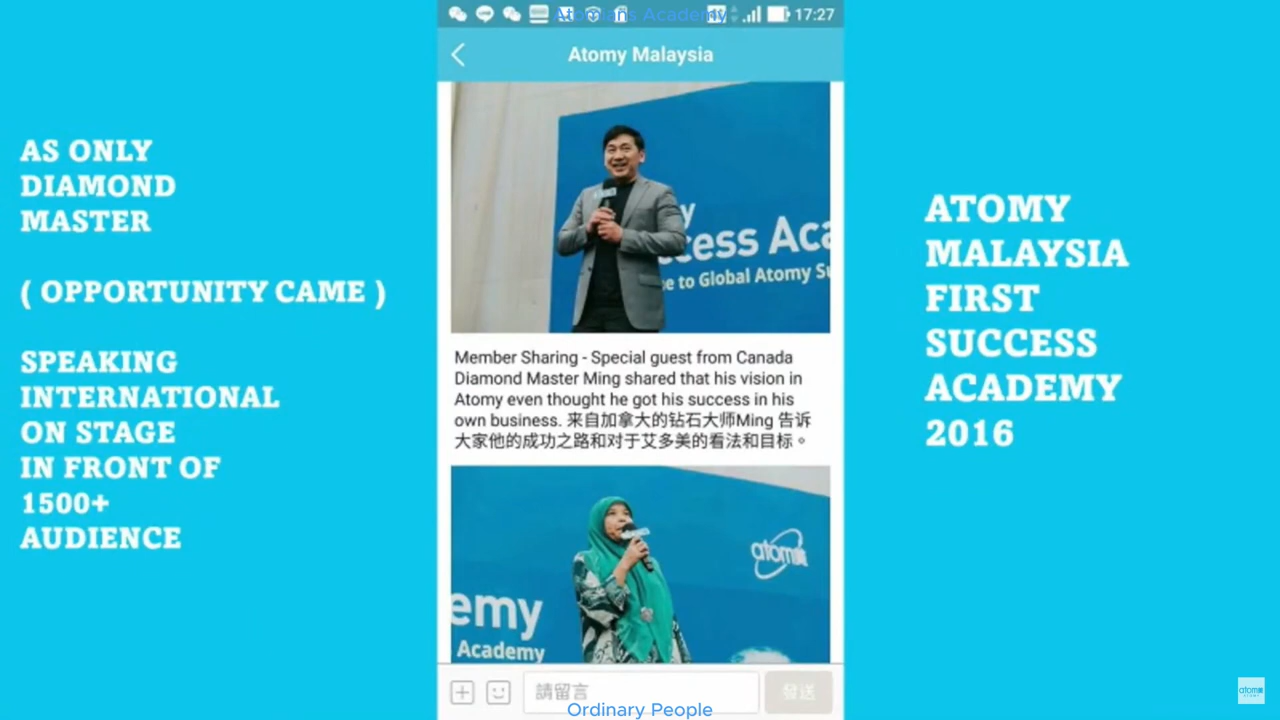 Atomians Academy
17:27
Atomy Malaysia
AS ONLY
DIAMOND
MASTER
( OPPORTUNITY CAME )
SPEAKING
INTERNATIONAL
ON STAGE
IN FRONT OF
1500+
AUDIENCE
y
cess Aca
e to Global Atomy Su
Member Sharing - Special guest from Canada
Diamond Master Ming shared that his vision in
Atomy even thought he got his success in his
own business. 来自加拿大的钻石大师Ming 告诉
大家他的成功之路和对于艾多美的看法和目标。
atom
emy
Academy
請留言
發送
Ordinary People
ATOMY
MALAYSIA
FIRST
SUCCESS
ACADEMY
2016